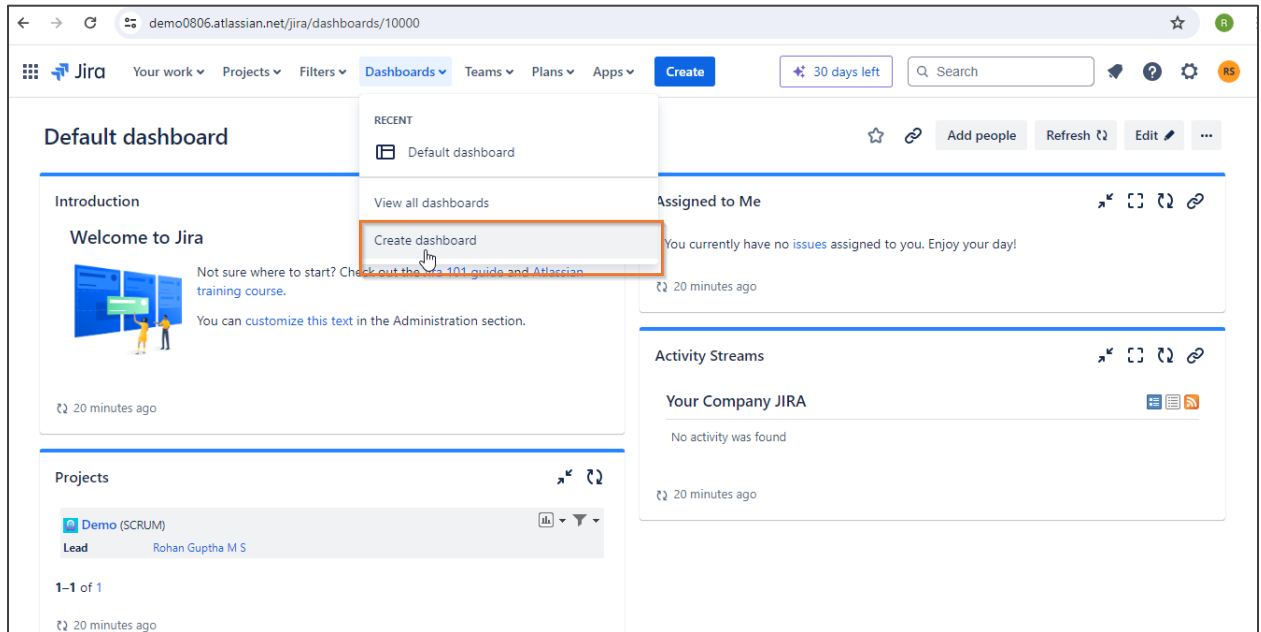 demo0806.atlassian.net/jira/dashboards/10000
R
Jira
Your work
Projects
Filters
Dashboards
Teams
Plans
Apps
Create
30 days left
Search
RS
Default dashboard
RECENT
Default dashboard
View all dashboards
Create dashboard
Add people
Refresh
Edit
Introduction
Welcome to Jira
Not sure where to start? Check out the Jira 101 guide and Atlassian
training course.
You can customize this text in the Administration section.
20 minutes ago
Projects
Demo (SCRUM)
Lead Rohan Guptha M S
1–1 of 1
20 minutes ago
Assigned to Me
You currently have no issues assigned to you. Enjoy your day!
20 minutes ago
Activity Streams
Your Company JIRA
No activity was found
20 minutes ago